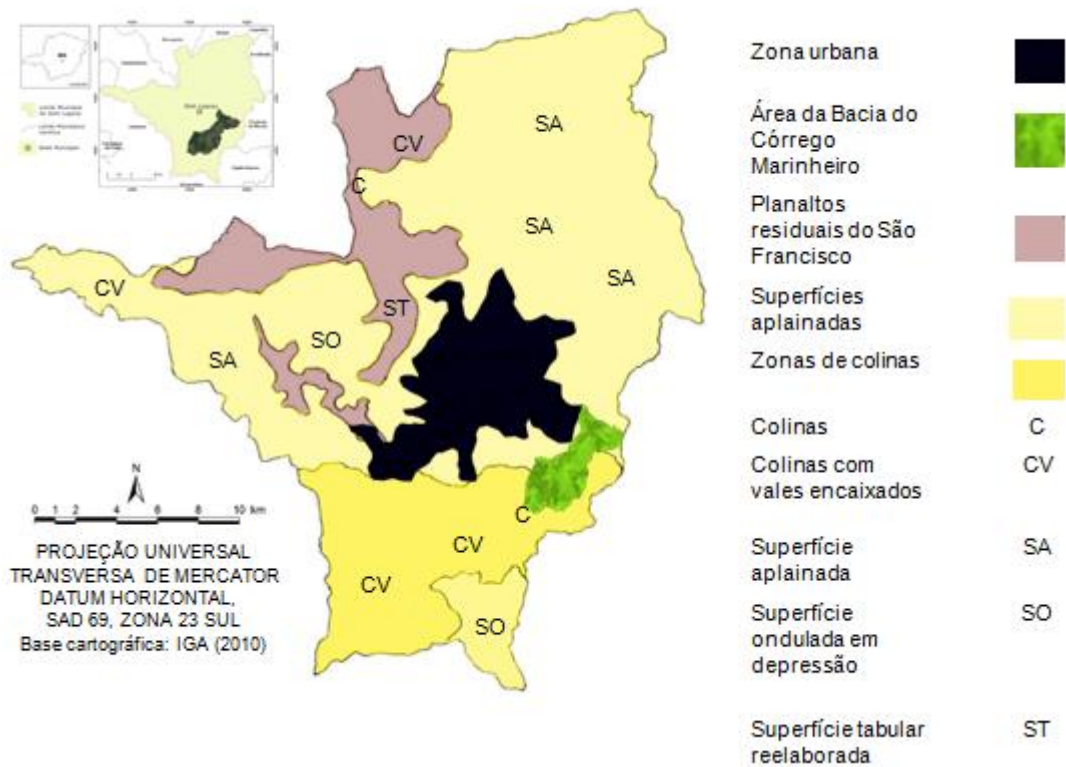 Zona urbana
Área da Bacia do
Córrego
Marinheiro
Planaltos
residuais do São
Francisco
Superfícies
aplainadas
Zonas de colinas
Colinas C
Colinas com CV
vales encaixados
Superfície SA
aplainada
Superfície SO
ondulada em
depressão
Superfície tabular ST
reelaborada
SA
CV
C
SA
SA
CV
ST
SO
SA
C
CV
CV
SO
N
0 1 2 4 6 8 10 km
PROJEÇÃO UNIVERSAL
TRANSVERSA DE MERCATOR
DATUM HORIZONTAL,
SAD 69, ZONA 23 SUL
Base cartográfica: IGA (2010)